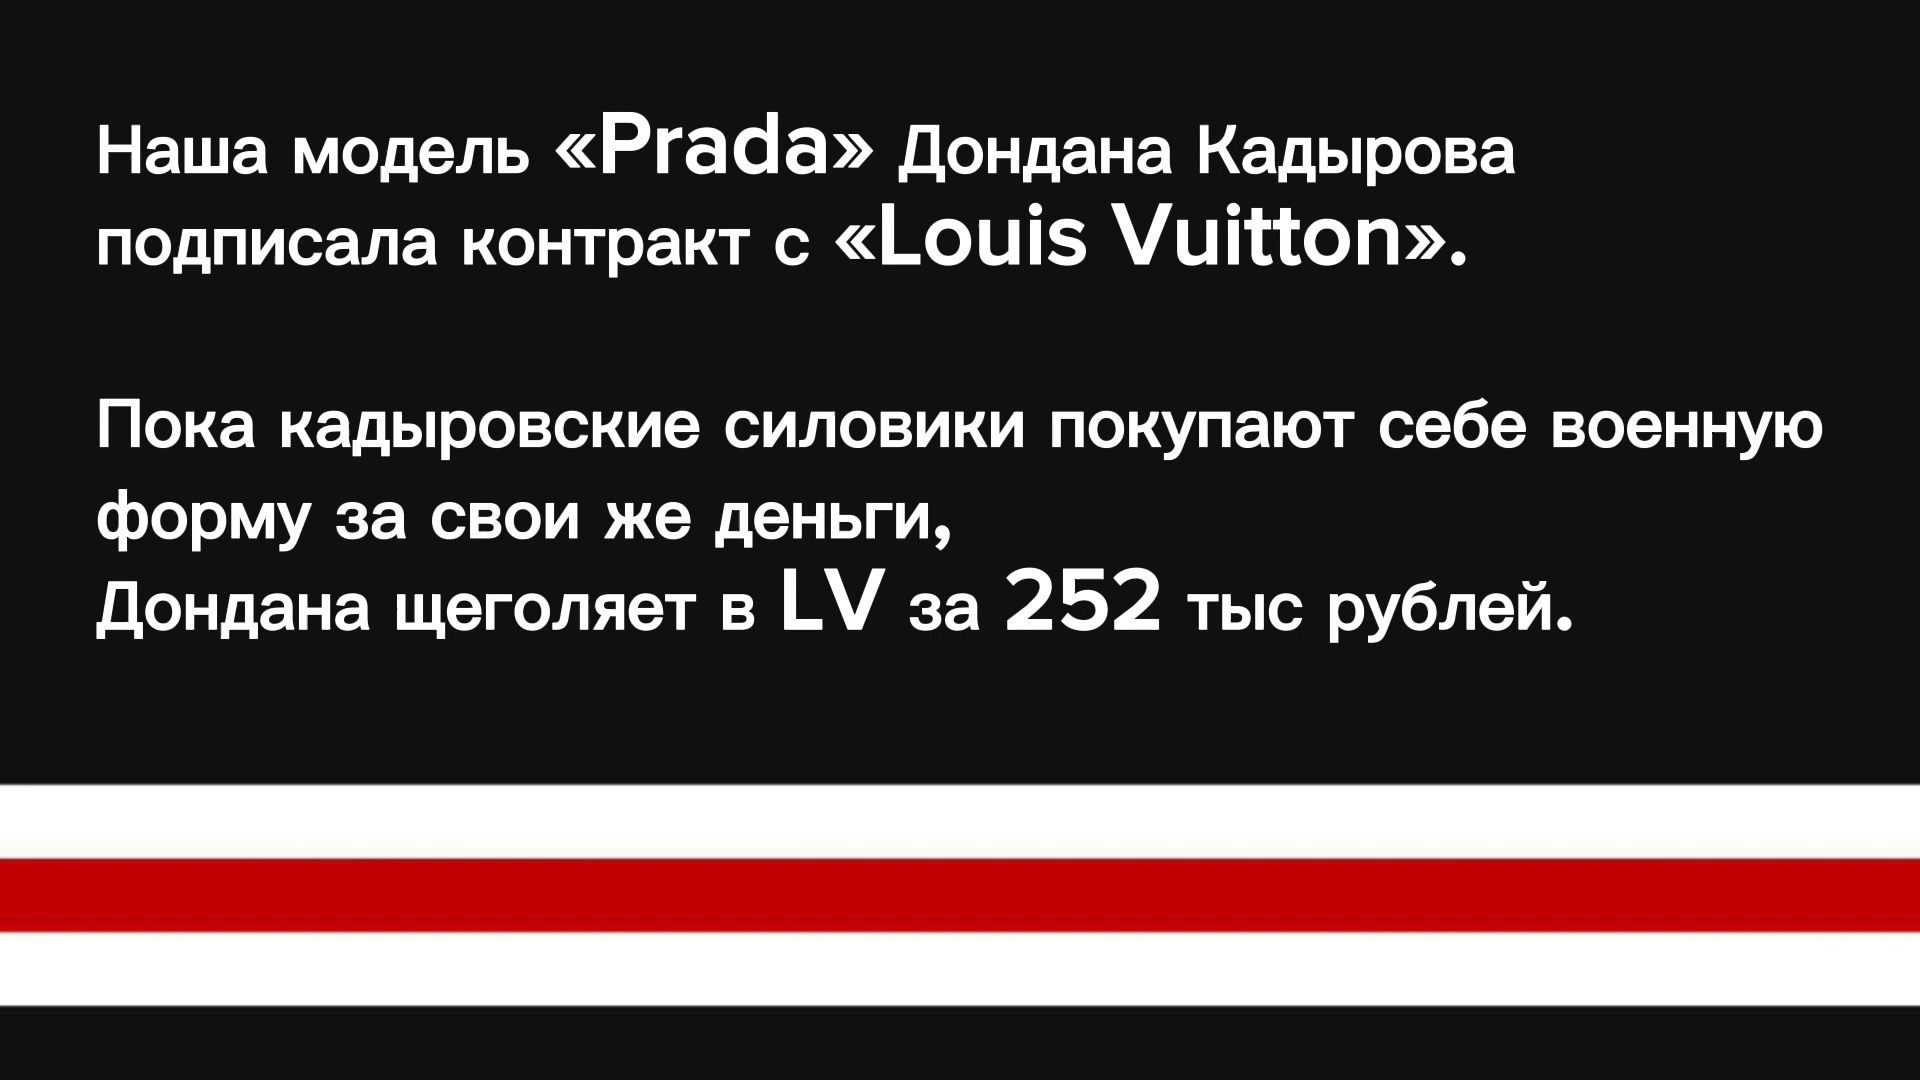 Наша модель «Prada» Дондана Кадырова
подписала контракт с «Louis Vuitton».
Пока кадыровские силовики покупают себе военную
форму за свои же деньги,
Дондана щеголяет в LV за 252 тыс рублей.